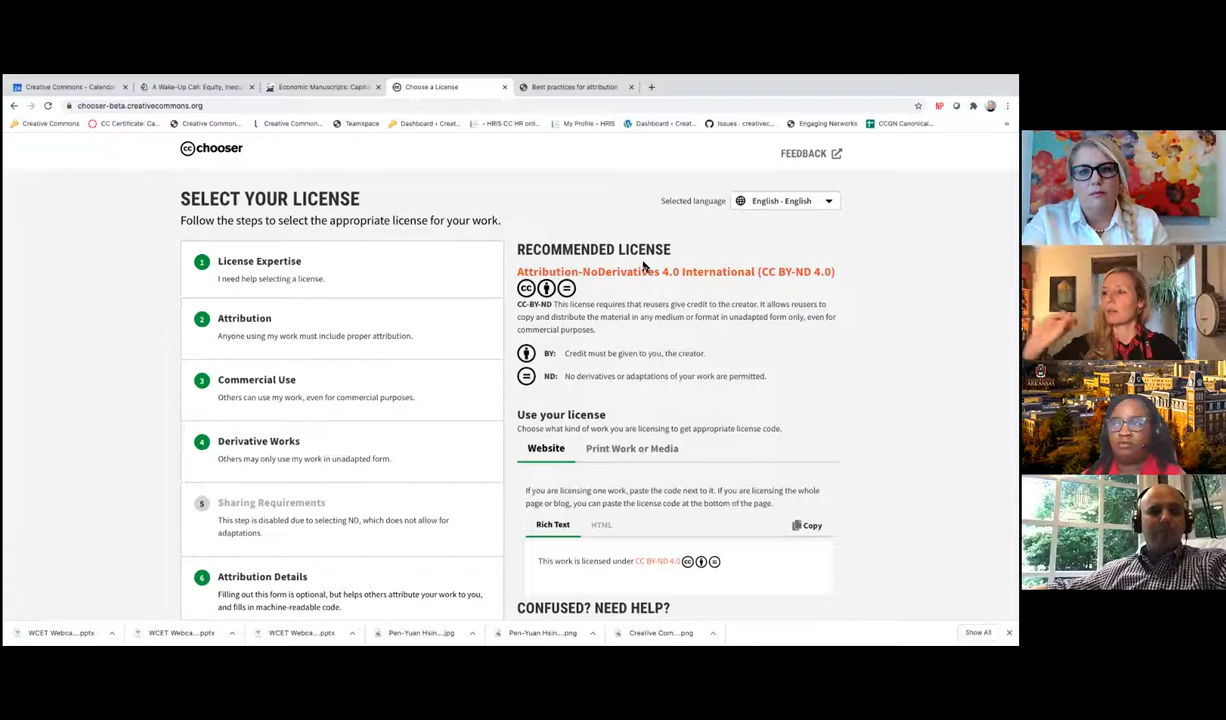 Creative Commons - Calenda
A Wake-Up Call: Equity, Inequ
Economic Manuscripts: Capita
Choose a License
Best practices for attribution
chooser-beta.creativecommons.org
NP
Creative Commons
CC Certificate: Ca...
Creative Common...
Creative Common...
Teamspace
Dashboard ‹ Creat...
- HRIS CC HR onl...
My Profile – HRIS
Dashboard ‹ Creat...
Issues · creativec...
Engaging Networks
CCGN Canonical...
»
cc chooser
FEEDBACK
SELECT YOUR LICENSE
Follow the steps to select the appropriate license for your work.
Selected language
English - English
1 License Expertise
I need help selecting a license.
2 Attribution
Anyone using my work must include proper attribution.
3 Commercial Use
Others can use my work, even for commercial purposes.
4 Derivative Works
Others may only use my work in unadapted form.
5 Sharing Requirements
This step is disabled due to selecting ND, which does not allow for
adaptations.
6 Attribution Details
Filling out this form is optional, but helps others attribute your work to you,
and fills in machine-readable code.
RECOMMENDED LICENSE
Attribution-NoDerivatives 4.0 International (CC BY-ND 4.0)
cc
CC-BY-ND This license requires that reusers give credit to the creator. It allows reusers to
copy and distribute the material in any medium or format in unadapted form only, even for
commercial purposes.
BY: Credit must be given to you, the creator.
ND: No derivatives or adaptations of your work are permitted.
Use your license
Choose what kind of work you are licensing to get appropriate license code.
Website
Print Work or Media
If you are licensing one work, paste the code next to it. If you are licensing the whole
page or blog, you can paste the license code at the bottom of the page.
Rich Text
HTML
Copy
This work is licensed under CC BY-ND 4.0 cc
CONFUSED? NEED HELP?
WCET Webca....pptx
WCET Webca....pptx
WCET Webca....pptx
Pen-Yuan Hsin....jpg
Pen-Yuan Hsin....png
Creative Com....png
Show All
ARKANSAS